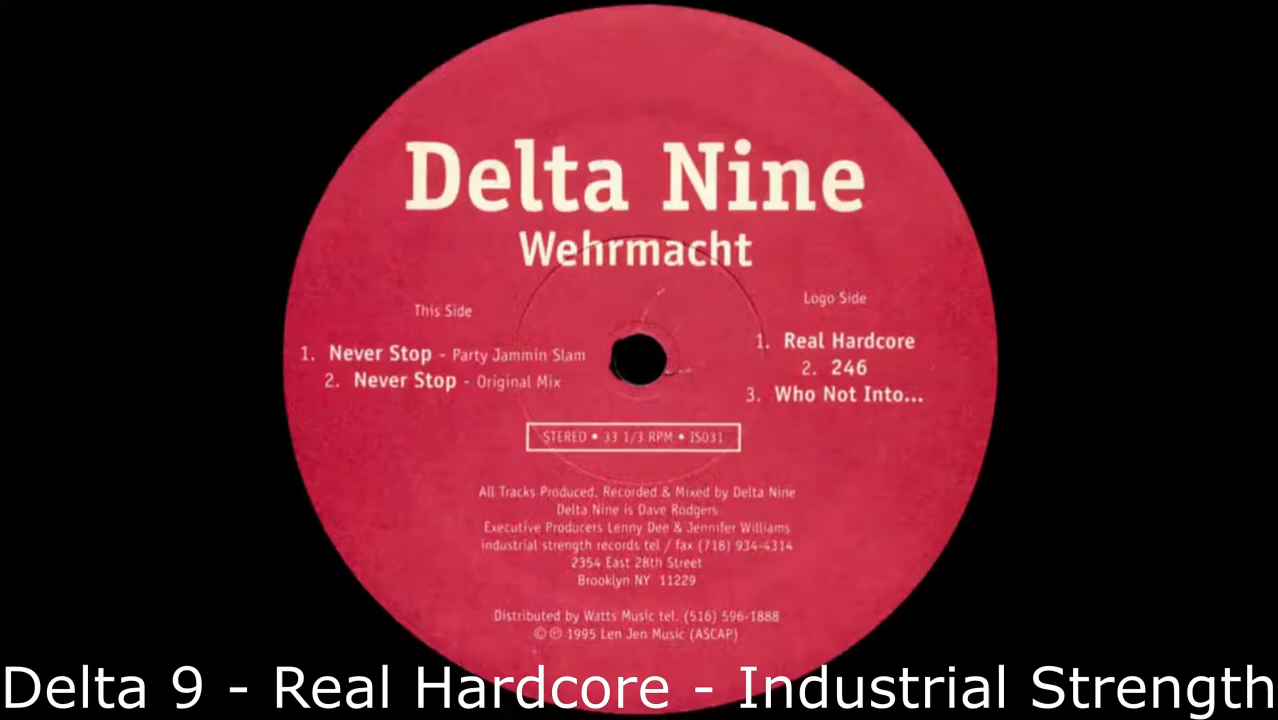 Delta Nine
Wehrmacht
This Side
1. Never Stop - Party Jammin Slam
2. Never Stop - Original Mix
Logo Side
1. Real Hardcore
2. 246
3. Who Not Into...
STEREO • 33 1/3 RPM • IS031
All Tracks Produced, Recorded & Mixed by Delta Nine
Delta Nine is Dave Rodgers
Executive Producers Lenny Dee & Jennifer Williams
industrial strength records tel / fax (718) 934-4314
2354 East 28th Street
Brooklyn NY 11229
Distributed by Watts Music tel. (516) 596-1888
©℗ 1995 Len Jen Music (ASCAP)
Delta 9 - Real Hardcore - Industrial Strength